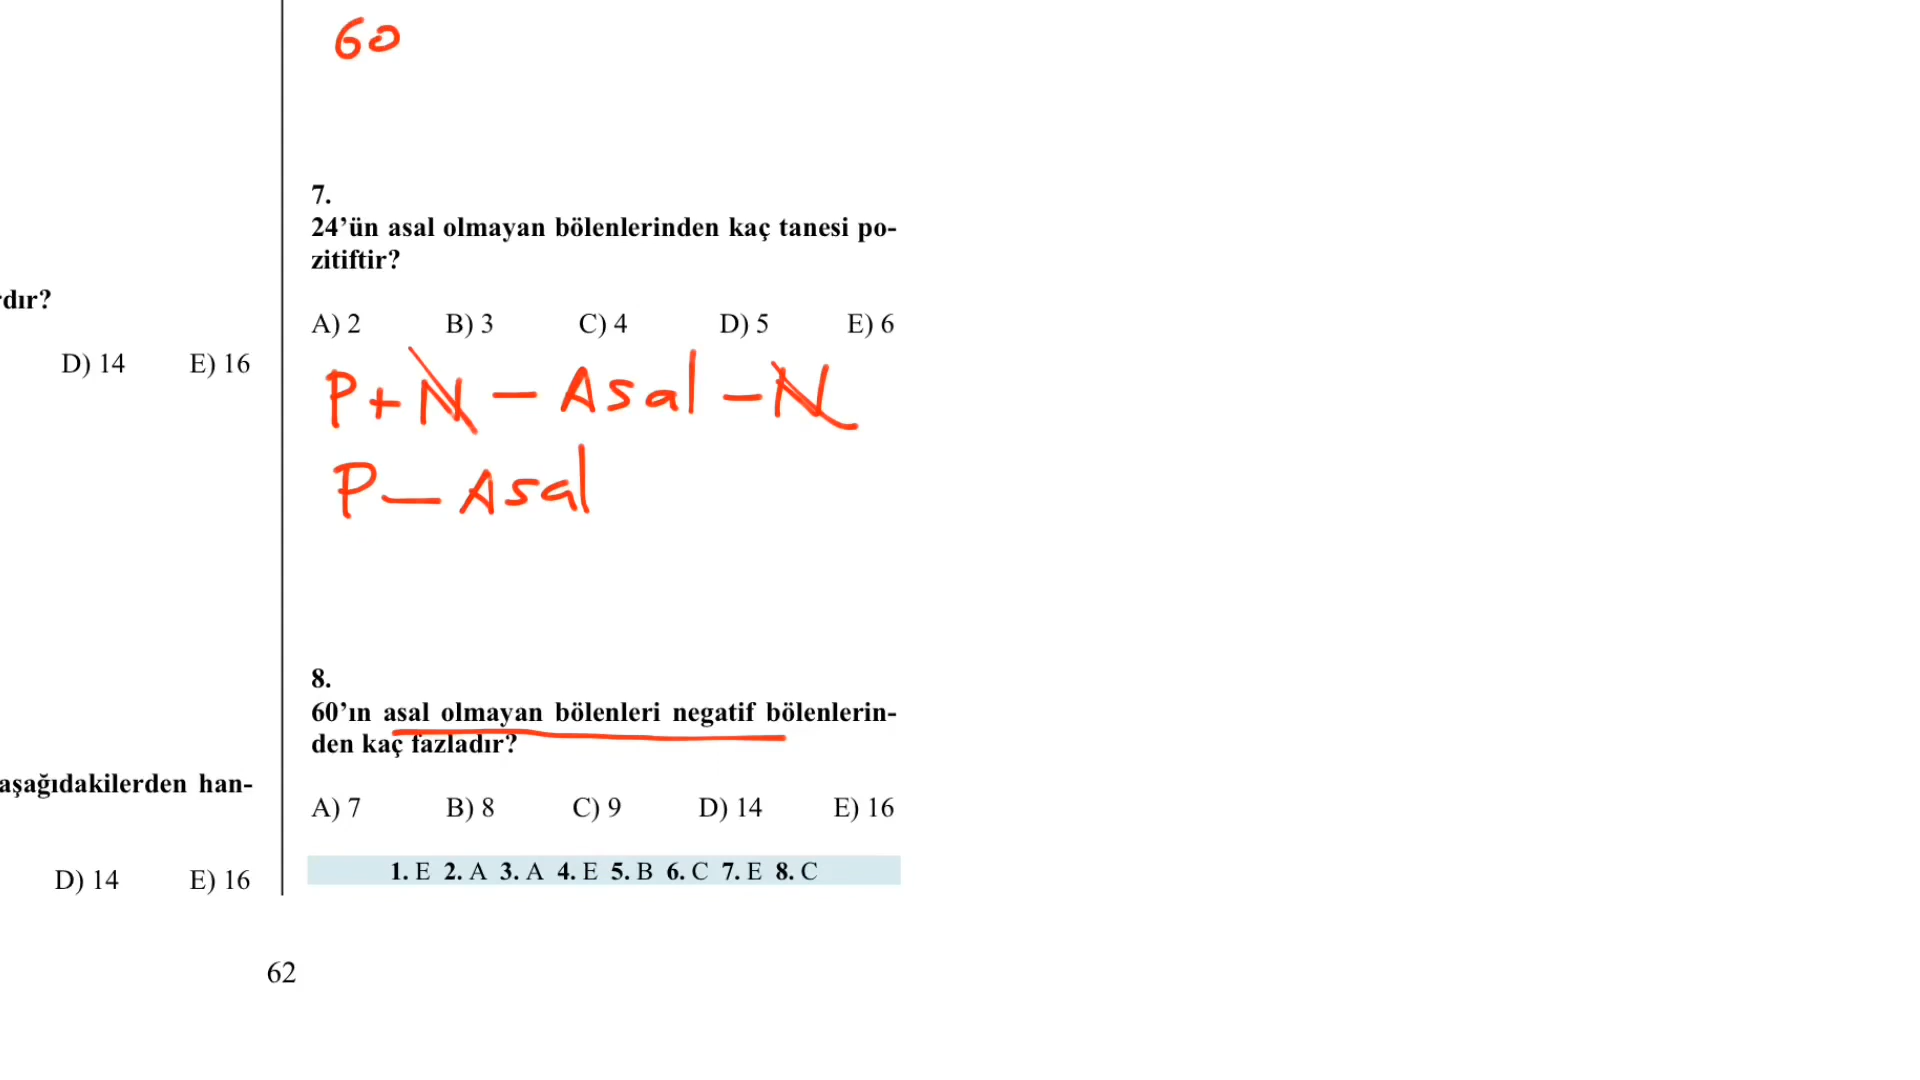 rdır?
D) 14 E) 16
aşağıdakilerden han-
D) 14 E) 16
60
7.
24’ün asal olmayan bölenlerinden kaç tanesi po-
zitiftir?
A) 2 B) 3 C) 4 D) 5 E) 6
P+N - Asal - N
P - Asal
8.
60’ın asal olmayan bölenleri negatif bölenlerin-
den kaç fazladır?
A) 7 B) 8 C) 9 D) 14 E) 16
1. E 2. A 3. A 4. E 5. B 6. C 7. E 8. C
62